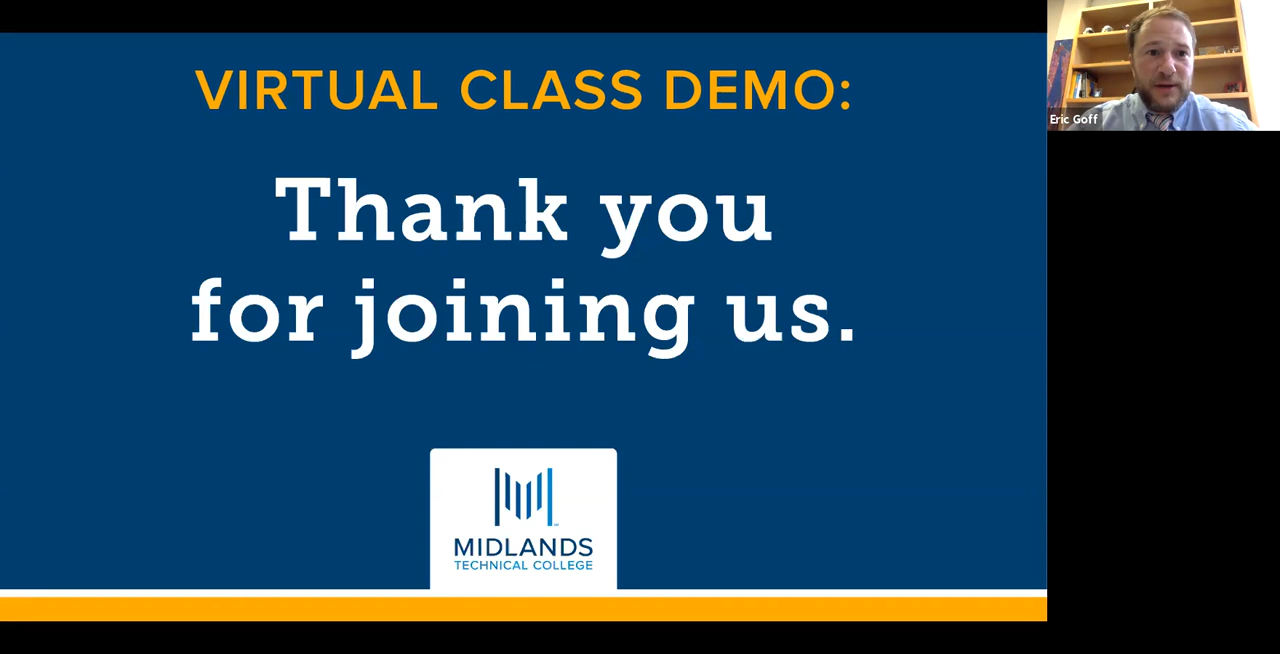 VIRTUAL CLASS DEMO:
Thank you
for joining us.
MIDLANDS
TECHNICAL COLLEGE
Eric Goff